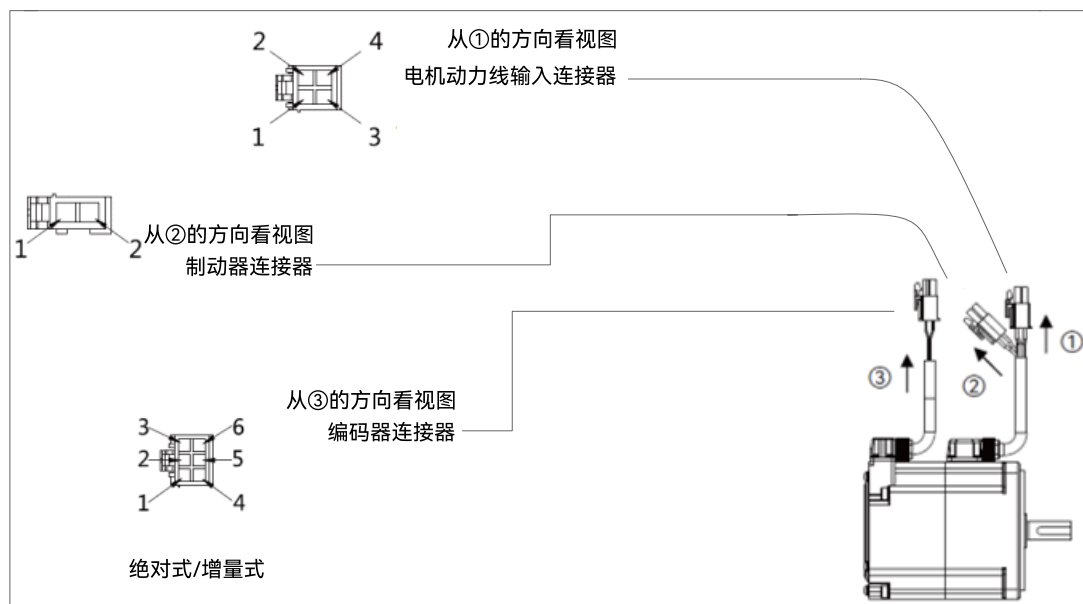 2 4
从①的方向看视图
电机动力线输入连接器
1 3
1 2
从②的方向看视图
制动器连接器
①
②
③
从③的方向看视图
编码器连接器
3 6
2 5
1 4
绝对式/增量式